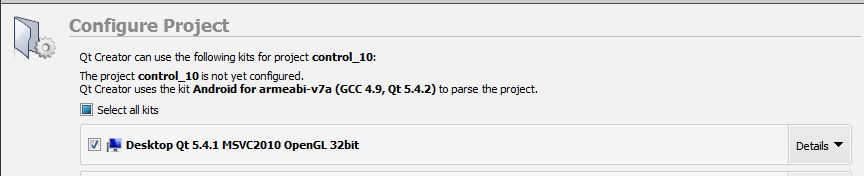 Configure Project
Qt Creator can use the following kits for project control_10:
The project control_10 is not yet configured.
Qt Creator uses the kit Android for armeabi-v7a (GCC 4.9, Qt 5.4.2) to parse the project.
Select all kits
Desktop Qt 5.4.1 MSVC2010 OpenGL 32bit Details